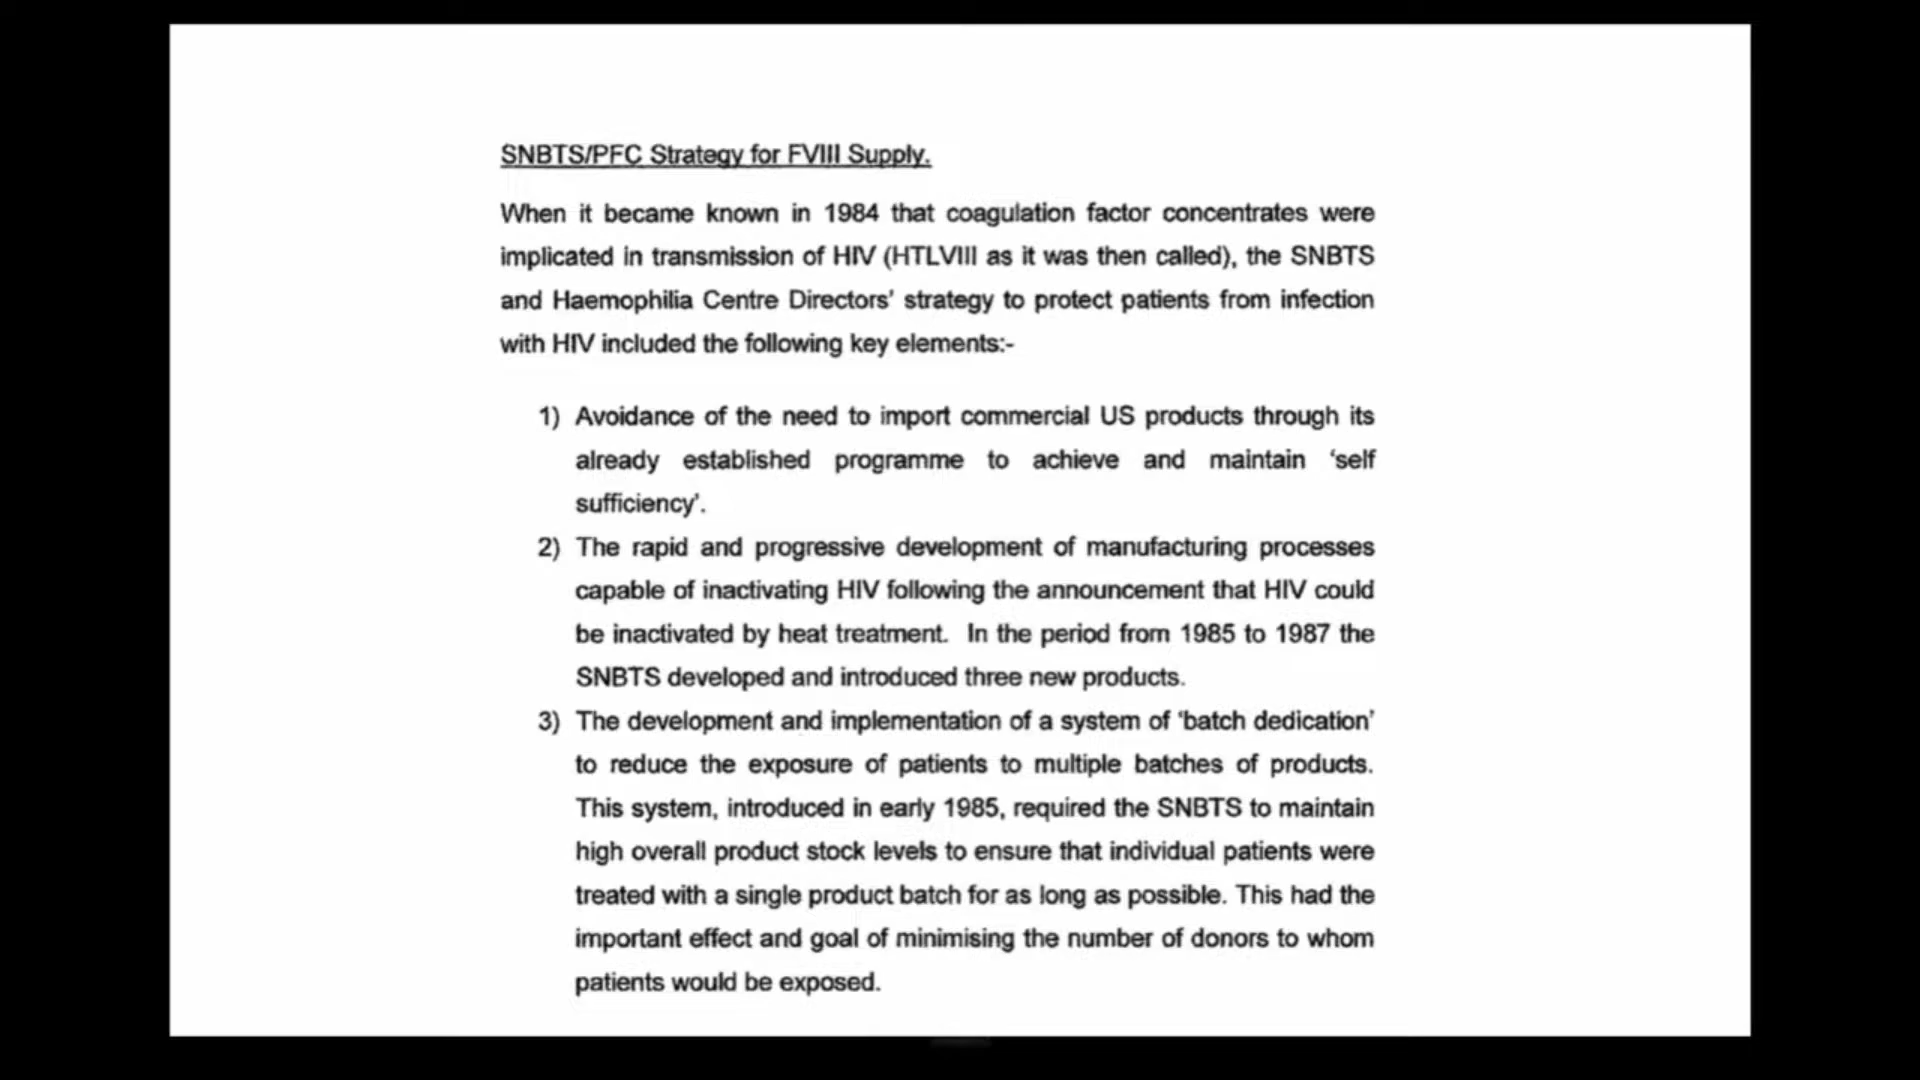 SNBTS/PFC Strategy for FVIII Supply.
When it became known in 1984 that coagulation factor concentrates were
implicated in transmission of HIV (HTLVIII as it was then called), the SNBTS
and Haemophilia Centre Directors' strategy to protect patients from infection
with HIV included the following key elements:-
1) Avoidance of the need to import commercial US products through its
already established programme to achieve and maintain 'self
sufficiency'.
2) The rapid and progressive development of manufacturing processes
capable of inactivating HIV following the announcement that HIV could
be inactivated by heat treatment. In the period from 1985 to 1987 the
SNBTS developed and introduced three new products.
3) The development and implementation of a system of 'batch dedication'
to reduce the exposure of patients to multiple batches of products.
This system, introduced in early 1985, required the SNBTS to maintain
high overall product stock levels to ensure that individual patients were
treated with a single product batch for as long as possible. This had the
important effect and goal of minimising the number of donors to whom
patients would be exposed.